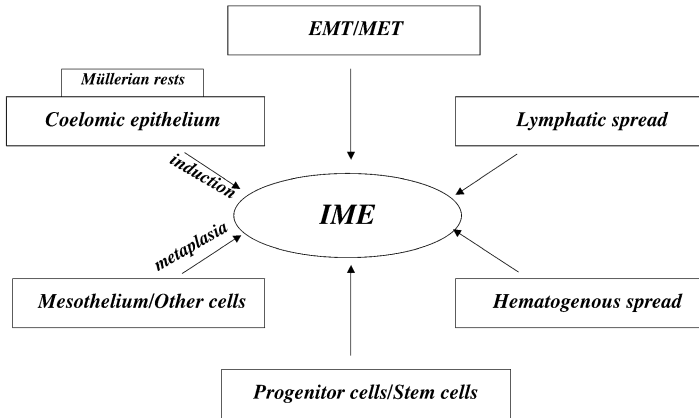 EMT/MET
Müllerian rests
Coelomic epithelium
Lymphatic spread
induction
IME
metaplasia
Mesothelium/Other cells
Hematogenous spread
Progenitor cells/Stem cells